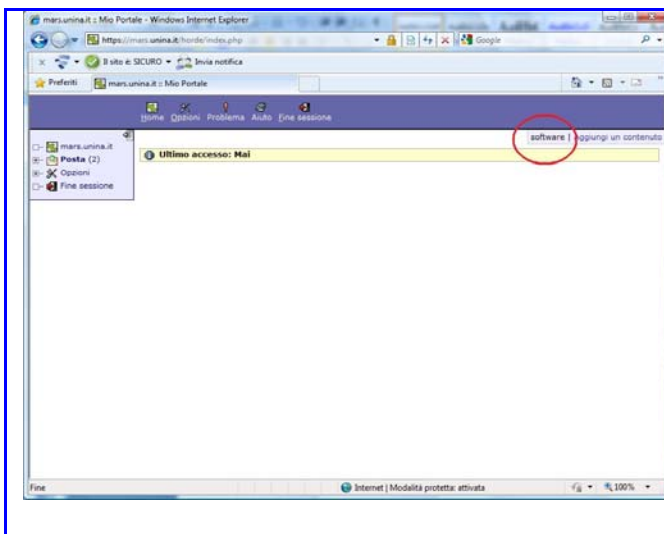 mars.unina.it :: Mio Portale - Windows Internet Explorer
https://mars.unina.it/horde/index.php
Google
Il sito è SICURO
Invia notifica
Preferiti
mars.unina.it :: Mio Portale
Home Opzioni Problema Aiuto Fine sessione
software | Aggiungi un contenuto
mars.unina.it
Posta (2)
Opzioni
Fine sessione
Ultimo accesso: Mai
Fine
Internet | Modalità protetta: attivata
100%